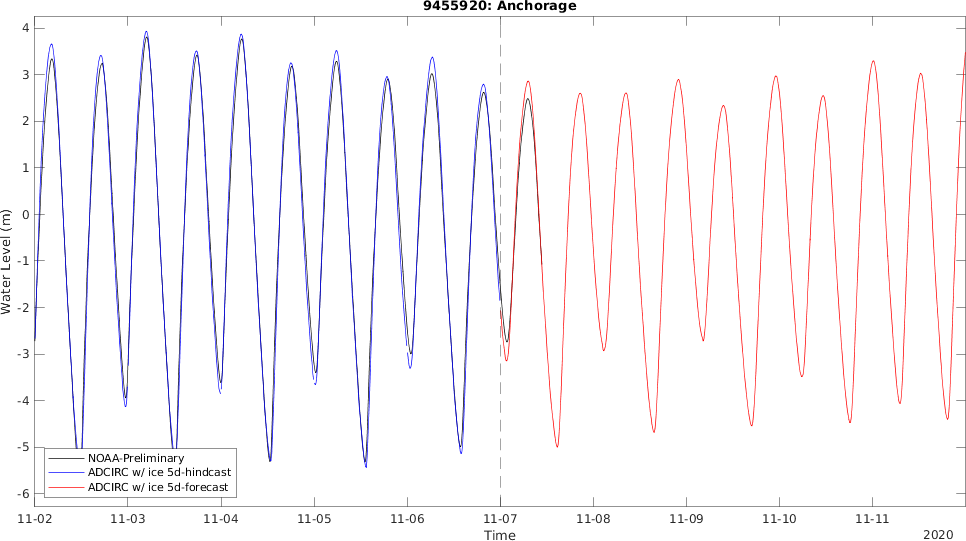 9455920: Anchorage
4
3
2
1
0
-1
-2
-3
-4
-5
-6
Water Level (m)
NOAA-Preliminary
ADCIRC w/ ice 5d-hindcast
ADCIRC w/ ice 5d-forecast
11-02 11-03 11-04 11-05 11-06 11-07 11-08 11-09 11-10 11-11
Time
2020